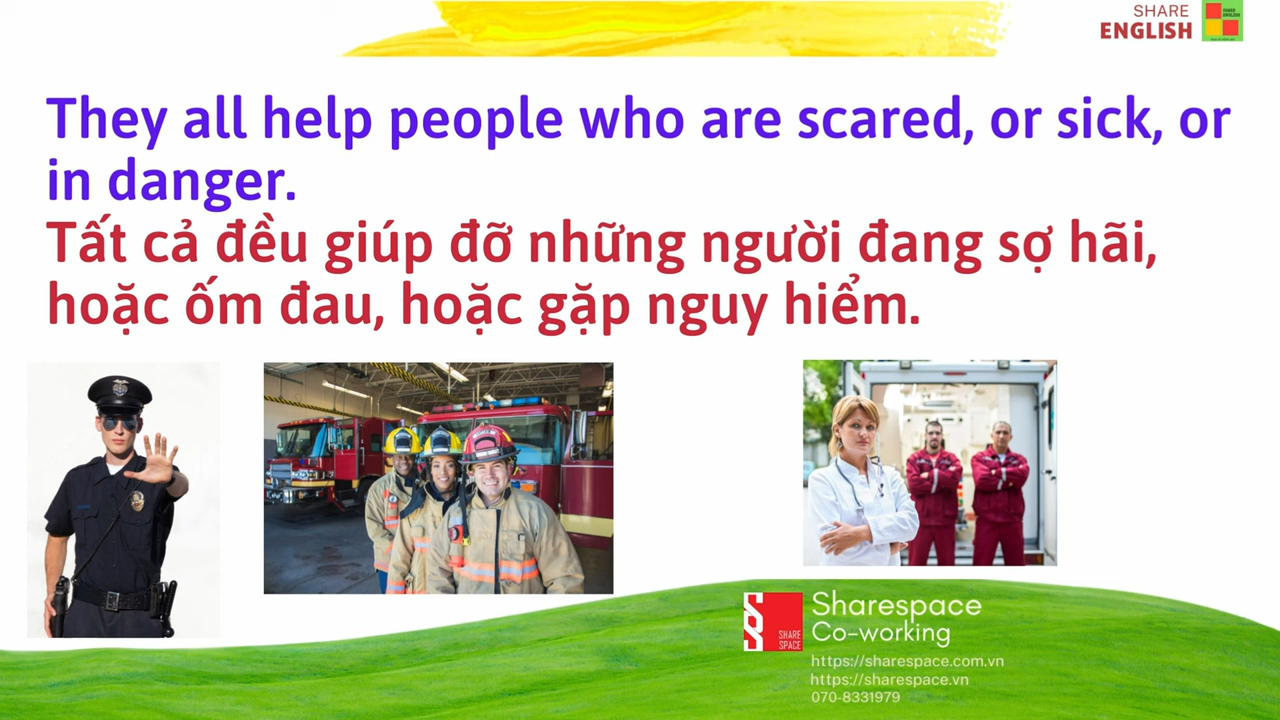 SHARE
ENGLISH
They all help people who are scared, or sick, or
in danger.
Tất cả đều giúp đỡ những người đang sợ hãi,
hoặc ốm đau, hoặc gặp nguy hiểm.
SHARE
SPACE
Sharespace
Co-working
https://sharespace.com.vn
https://sharespace.vn
070-8331979